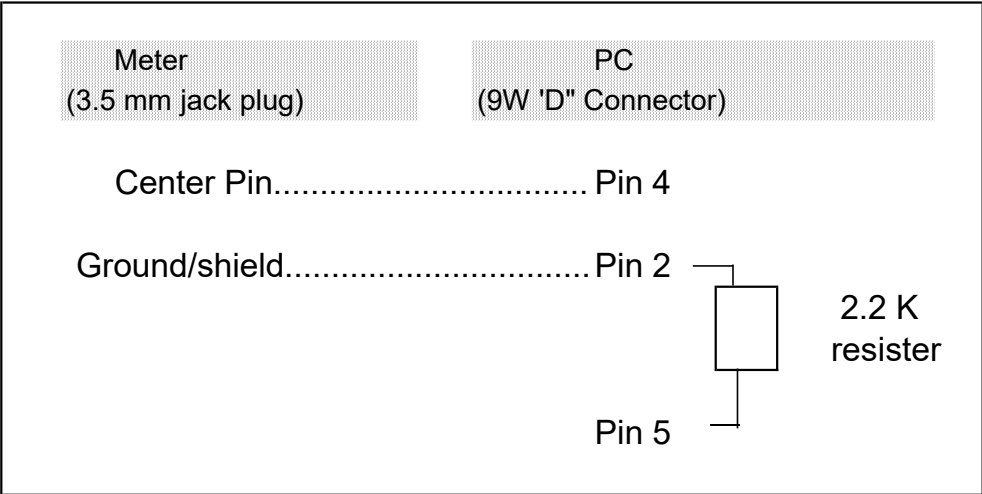 Meter
(3.5 mm jack plug)
PC
(9W 'D" Connector)
Center Pin.................................. Pin 4
Ground/shield................................. Pin 2
2.2 K
resister
Pin 5